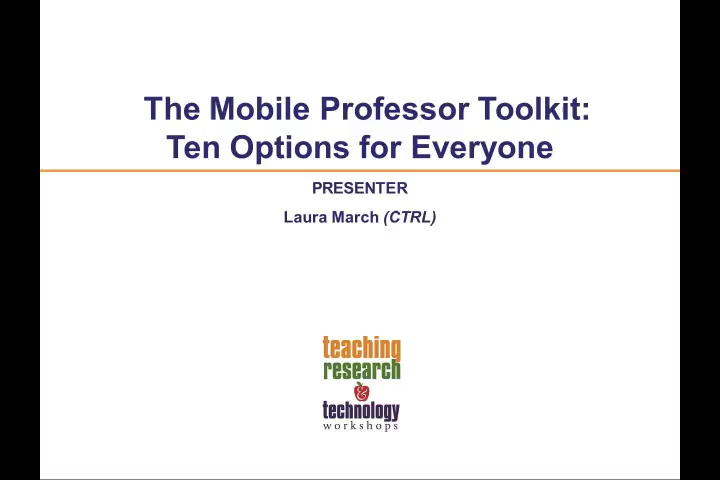 The Mobile Professor Toolkit:
Ten Options for Everyone
PRESENTER
Laura March (CTRL)
teaching
research
&
technology
workshops